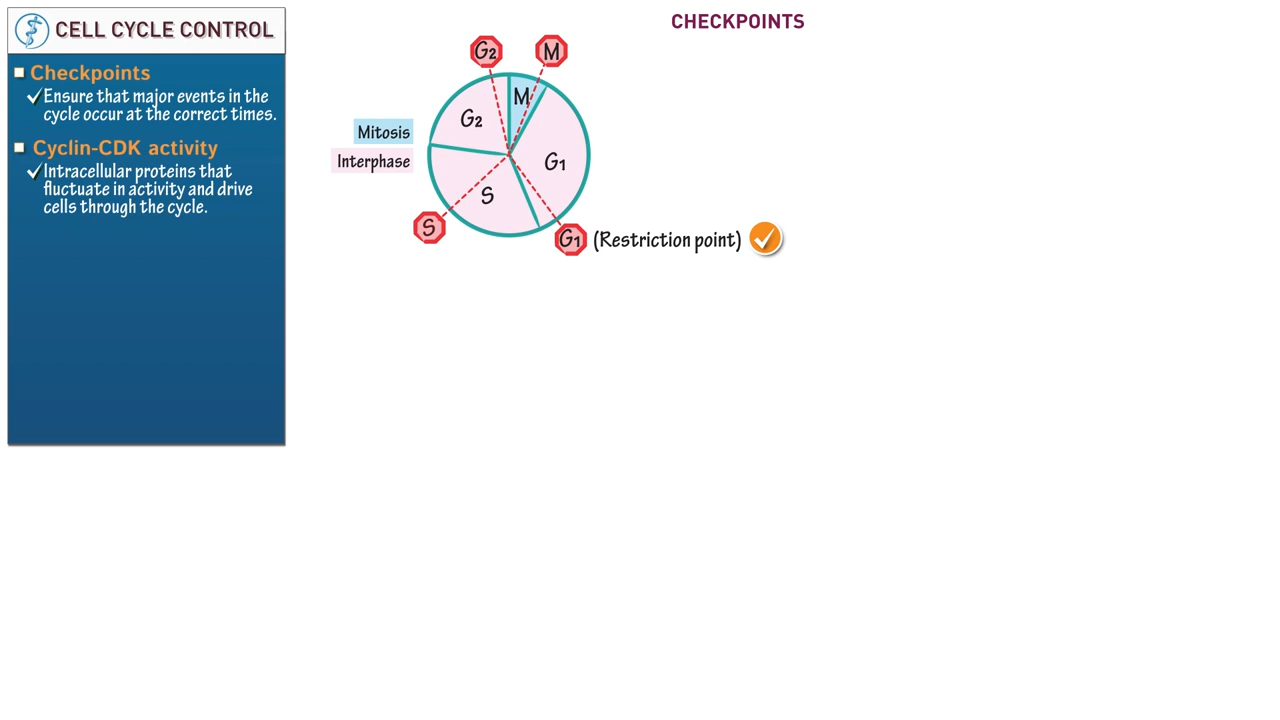 CELL CYCLE CONTROL
Checkpoints
Ensure that major events in the
cycle occur at the correct times.
Cyclin-CDK activity
Intracellular proteins that
fluctuate in activity and drive
cells through the cycle.
CHECKPOINTS
G2
M
M
G2
Mitosis
Interphase
G1
S
S
G1 (Restriction point)